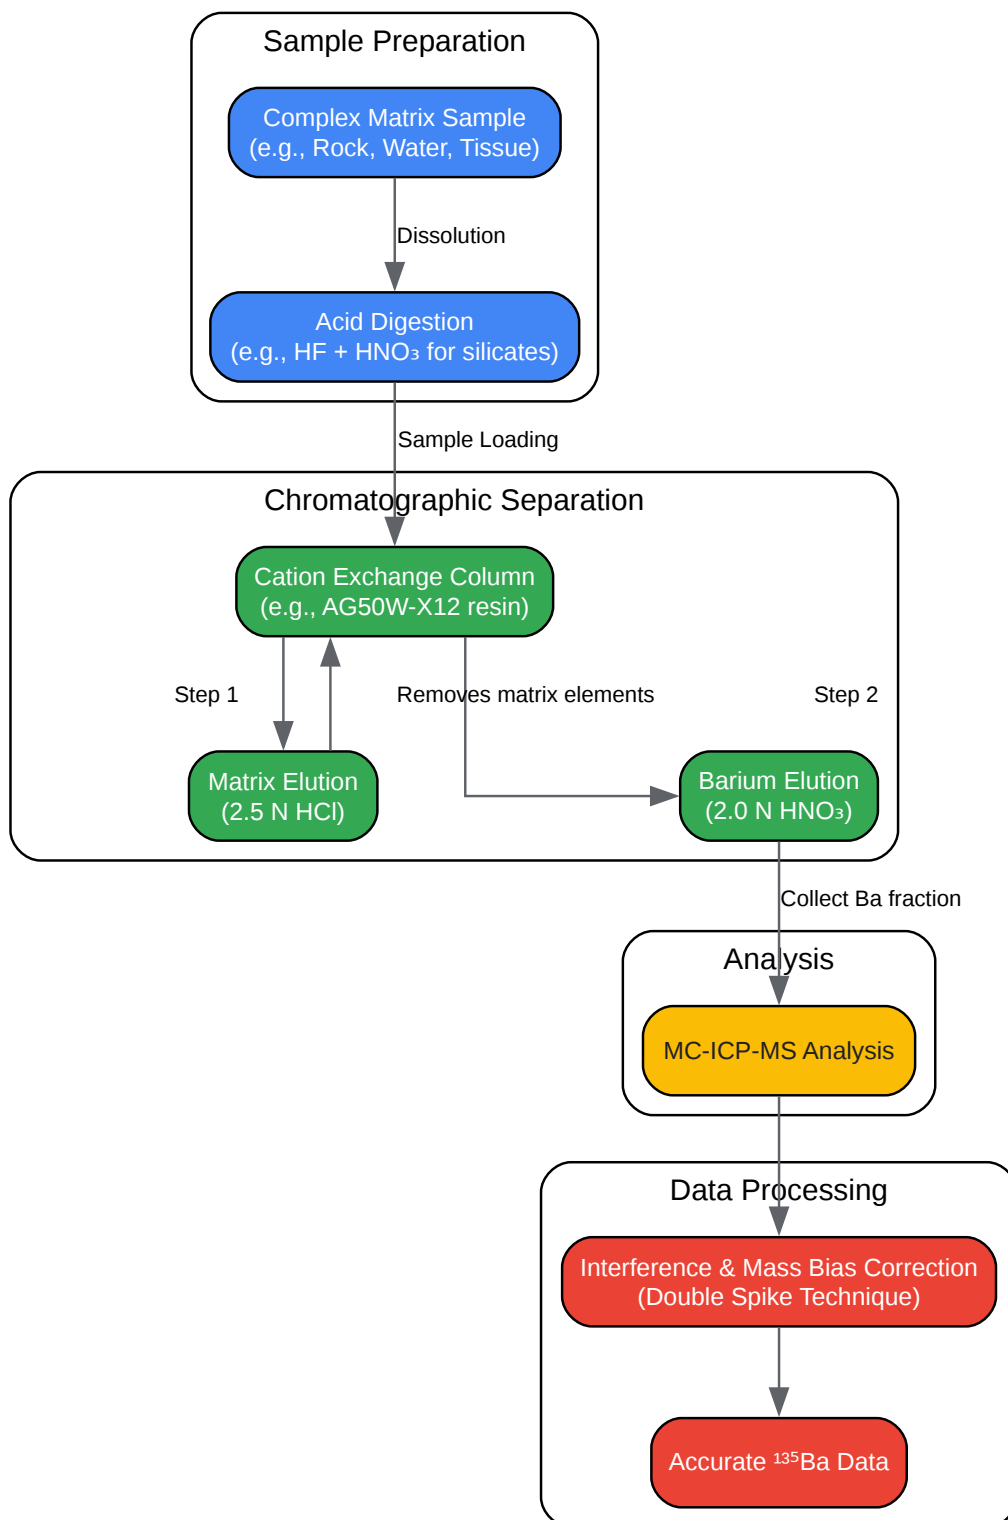 Sample Preparation
Complex Matrix Sample
(e.g., Rock, Water, Tissue)
Dissolution
Acid Digestion
(e.g., HF + HNO₃ for silicates)
Sample Loading
Chromatographic Separation
Cation Exchange Column
(e.g., AG50W-X12 resin)
Step 1
Removes matrix elements
Step 2
Matrix Elution
(2.5 N HCl)
Barium Elution
(2.0 N HNO₃)
Collect Ba fraction
Analysis
MC-ICP-MS Analysis
Data Processing
Interference & Mass Bias Correction
(Double Spike Technique)
Accurate ¹³⁵Ba Data